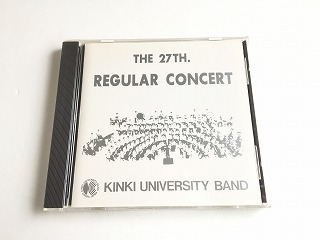 THE 27TH.
REGULAR CONCERT
KINKI UNIVERSITY BAND